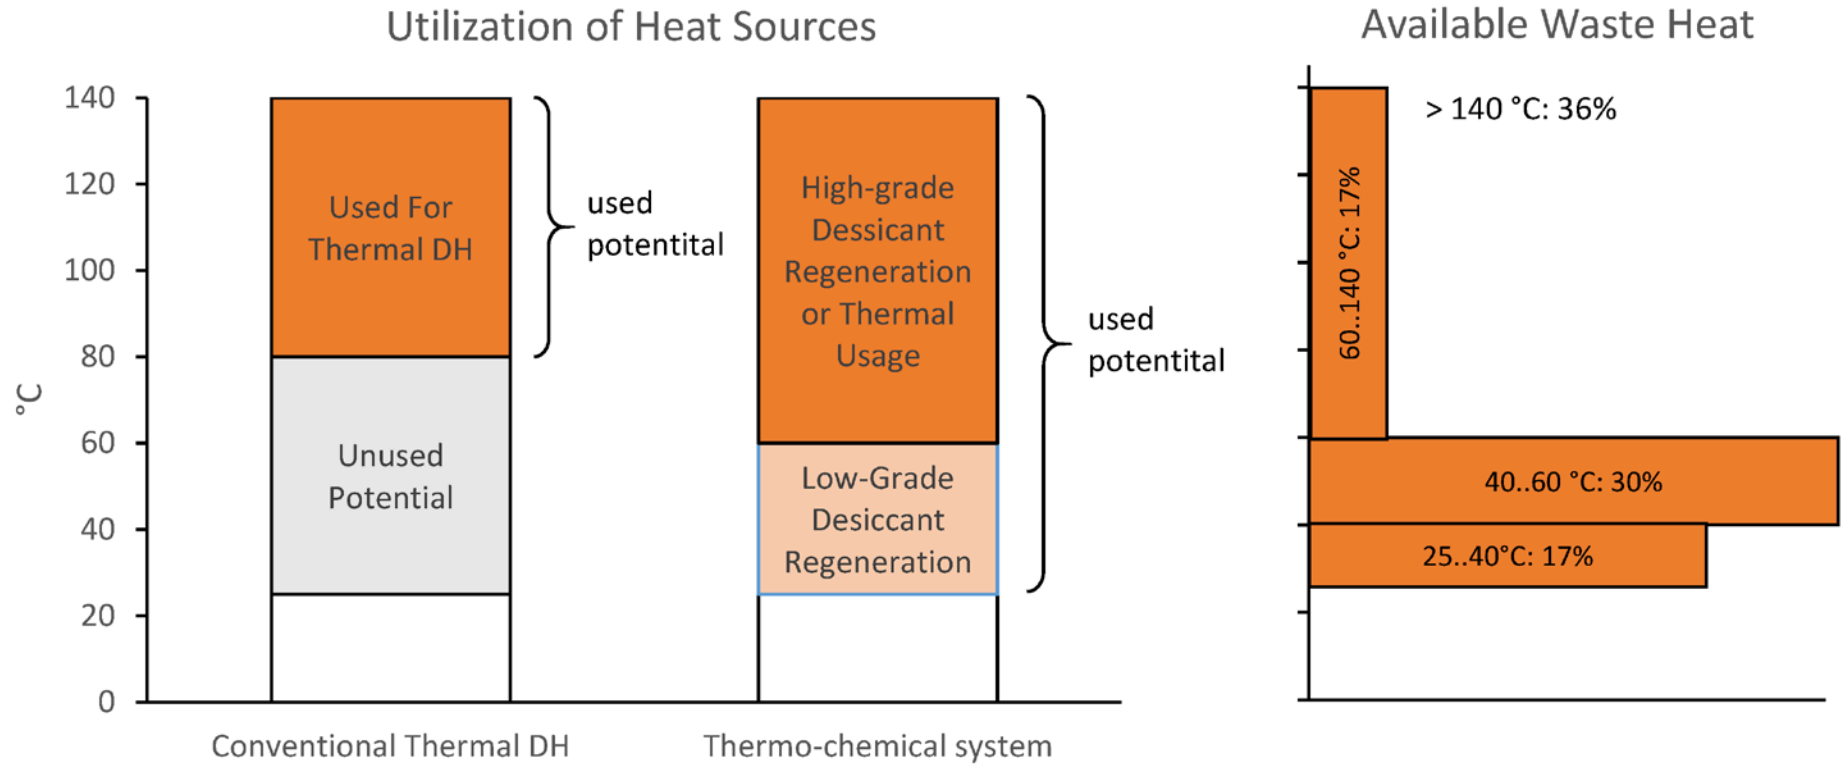 Utilization of Heat Sources
°C
140
120
100
80
60
40
20
0
Used For
Thermal DH
Unused
Potential
used
potentital
High-grade
Dessicant
Regeneration
or Thermal
Usage
Low-Grade
Desiccant
Regeneration
used
potentital
Conventional Thermal DH
Thermo-chemical system
Available Waste Heat
> 140 °C: 36%
60..140 °C: 17%
40..60 °C: 30%
25..40°C: 17%